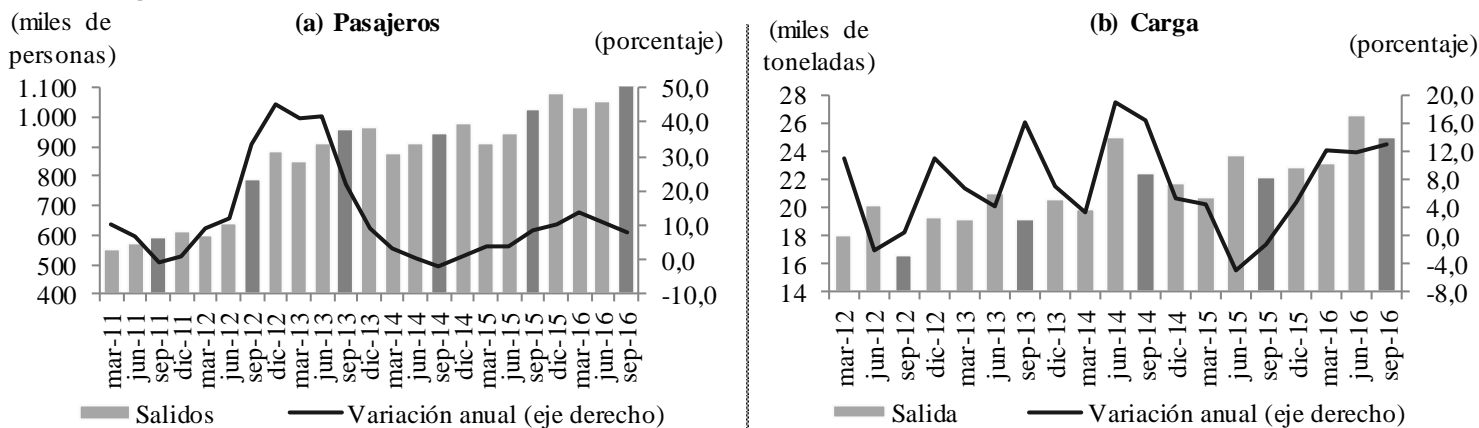 (a) Pasajeros
(miles de
personas)
(porcentaje)
1.100
1.000
900
800
700
600
500
400
50,0
40,0
30,0
20,0
10,0
0,0
-10,0
mar-11
jun-11
sep-11
dic-11
mar-12
jun-12
sep-12
dic-12
mar-13
jun-13
sep-13
dic-13
mar-14
jun-14
sep-14
dic-14
mar-15
jun-15
sep-15
dic-15
mar-16
jun-16
sep-16
Salidos
Variación anual (eje derecho)
(b) Carga
(miles de
toneladas)
(porcentaje)
28
26
24
22
20
18
16
14
20,0
16,0
12,0
8,0
4,0
0,0
-4,0
-8,0
mar-12
jun-12
sep-12
dic-12
mar-13
jun-13
sep-13
dic-13
mar-14
jun-14
sep-14
dic-14
mar-15
jun-15
sep-15
dic-15
mar-16
jun-16
sep-16
Salida
Variación anual (eje derecho)